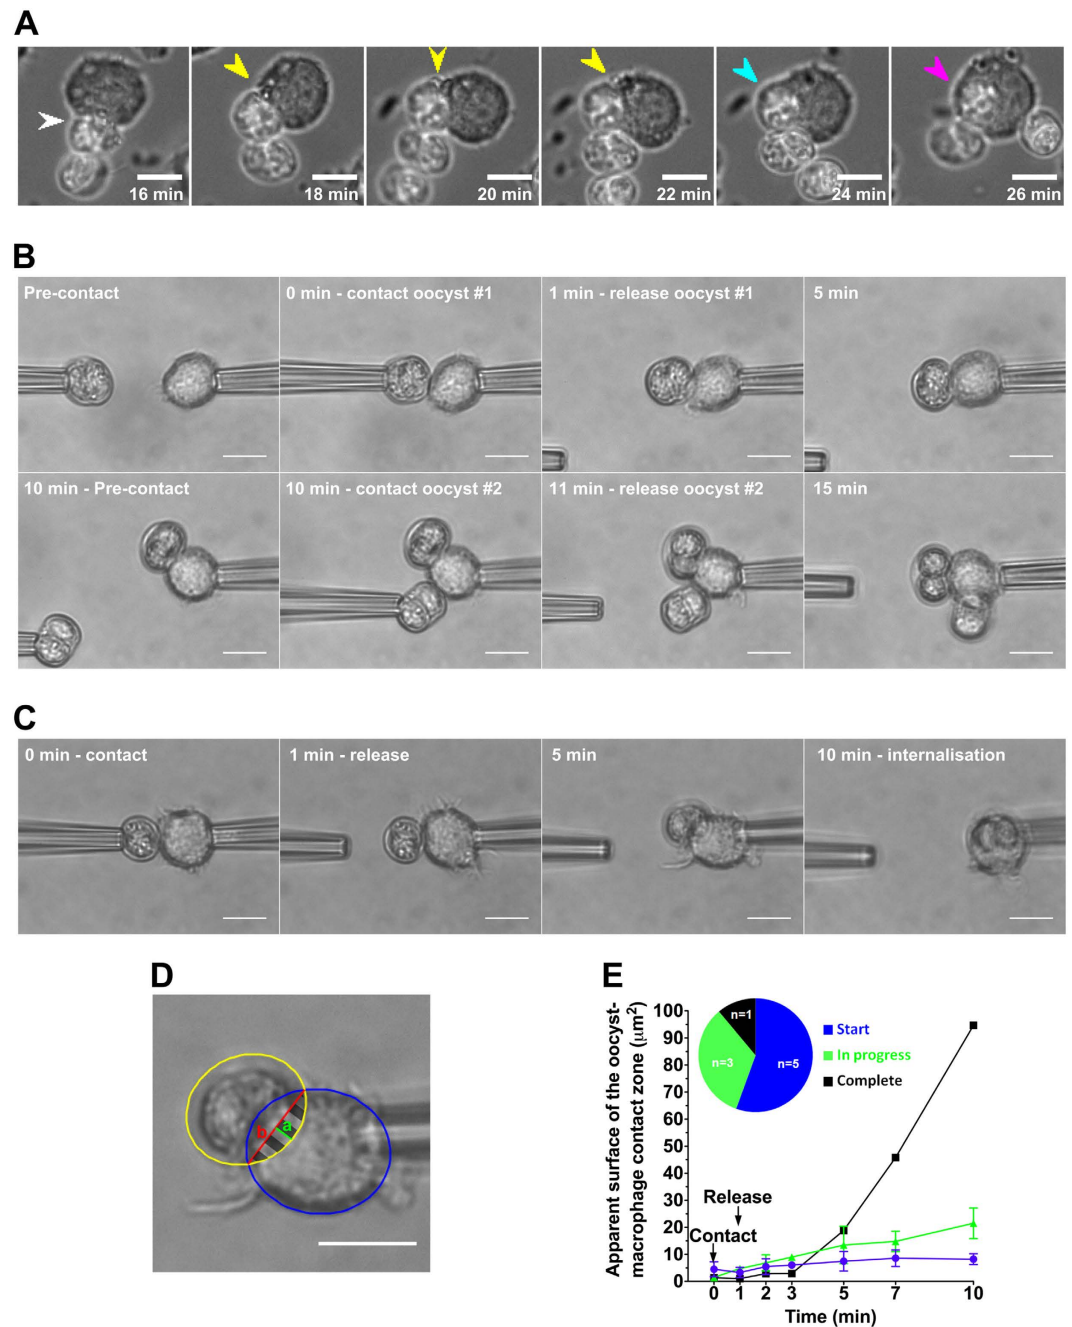 A
16 min
18 min
20 min
22 min
24 min
26 min
B
Pre-contact
0 min - contact oocyst #1
1 min - release oocyst #1
5 min
10 min - Pre-contact
10 min - contact oocyst #2
11 min - release oocyst #2
15 min
C
0 min - contact
1 min - release
5 min
10 min - internalisation
D
b
a
E
Apparent surface of the oocyst-
macrophage contact zone (μm²)
100
90
80
70
60
50
40
30
20
10
0
n=1
n=3
n=5
Start
In progress
Complete
Release
Contact
0 1 2 3 5 7 10
Time (min)